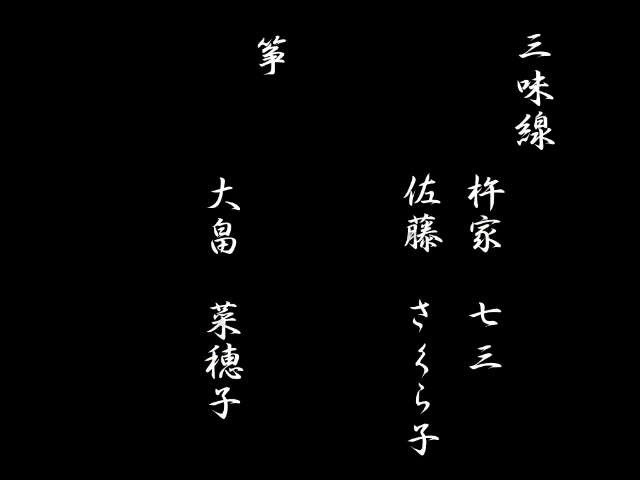 三味線
杵家 七三
佐藤 さくら子
箏
大畠 菜穂子